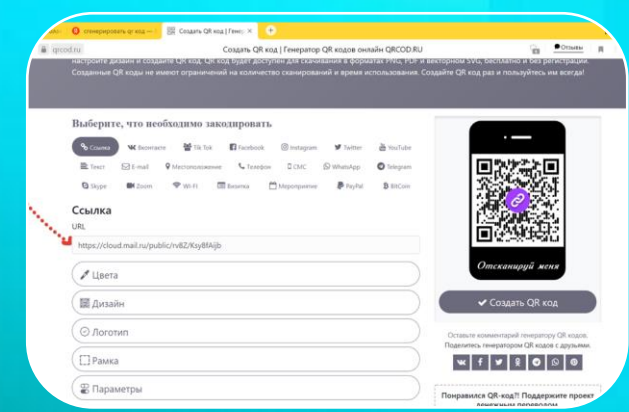 сгенерировать qr код —
Создать QR код | Генер ×
qrcod.ru
Создать QR код | Генератор QR кодов онлайн QRCOD.RU
Отзывы
настройте дизайн и создайте QR код. QR код будет доступен для скачивания в форматах PNG, PDF и векторном SVG, бесплатно и без регистрации.
Созданные QR коды не имеют ограничений на количество сканирований и время использования. Создайте QR код раз и пользуйтесь им всегда!
Выберите, что необходимо закодировать
Ссылка Вконтакте Tik Tok Facebook Instagram Twitter YouTube
Текст E-mail Местоположение Телефон СМС WhatsApp Telegram
Skype Zoom Wi-Fi Визитка Мероприятие PayPal BitCoin
Ссылка
URL
https://cloud.mail.ru/public/rvBZ/KsyBfAijb
Цвета
Дизайн
Логотип
Рамка
Параметры
Отсканируй меня
Создать QR код
Оставьте комментарий генератору QR кодов.
Поделитесь генератором QR кодов с друзьями.
Понравился QR-код?! Поддержите проект
денежным переводом